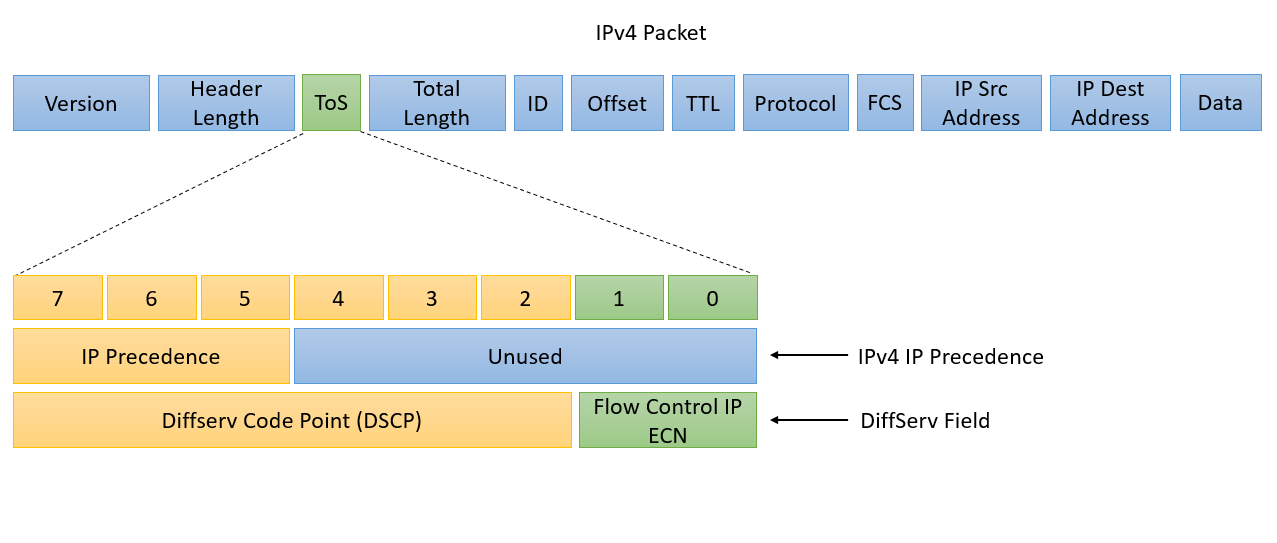 IPv4 Packet
Version
Header
Length
ToS
Total
Length
ID
Offset
TTL
Protocol
FCS
IP Src
Address
IP Dest
Address
Data
7
6
5
4
3
2
1
0
IP Precedence
Unused
IPv4 IP Precedence
Diffserv Code Point (DSCP)
Flow Control IP
ECN
DiffServ Field